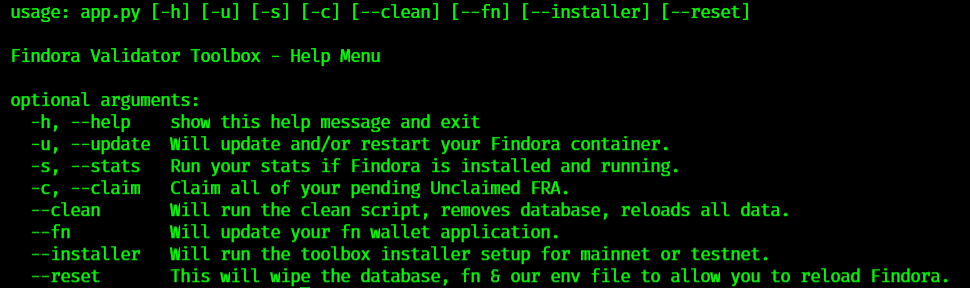 usage: app.py [-h] [-u] [-s] [-c] [--clean] [--fn] [--installer] [--reset]
Findora Validator Toolbox - Help Menu
optional arguments:
-h, --help show this help message and exit
-u, --update Will update and/or restart your Findora container.
-s, --stats Run your stats if Findora is installed and running.
-c, --claim Claim all of your pending Unclaimed FRA.
--clean Will run the clean script, removes database, reloads all data.
--fn Will update your fn wallet application.
--installer Will run the toolbox installer setup for mainnet or testnet.
--reset This will wipe the database, fn & our env file to allow you to reload Findora.